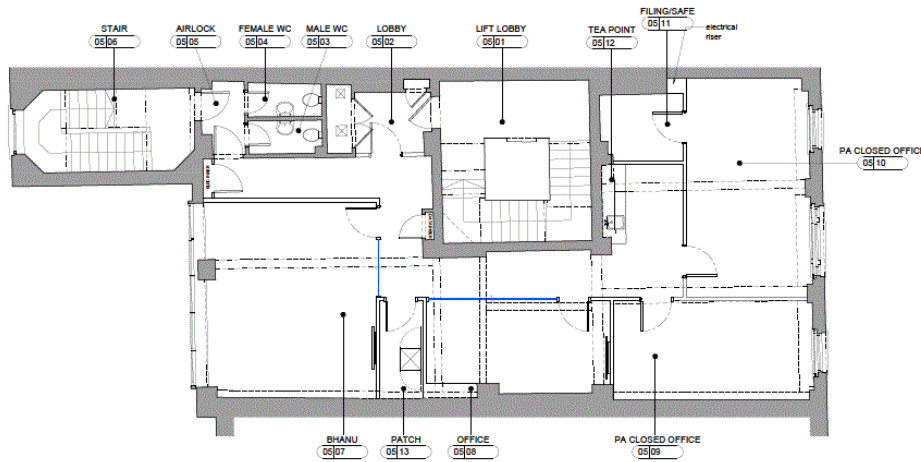 STAIR
05 06
AIRLOCK
05 05
FEMALE WC
05 04
MALE WC
05 03
LOBBY
05 02
LIFT LOBBY
05 01
TEA POINT
05 12
FILING/SAFE
05 11
electrical
riser
PA CLOSED OFFICE
05 10
BHANU
05 07
PATCH
05 13
OFFICE
05 08
PA CLOSED OFFICE
05 09